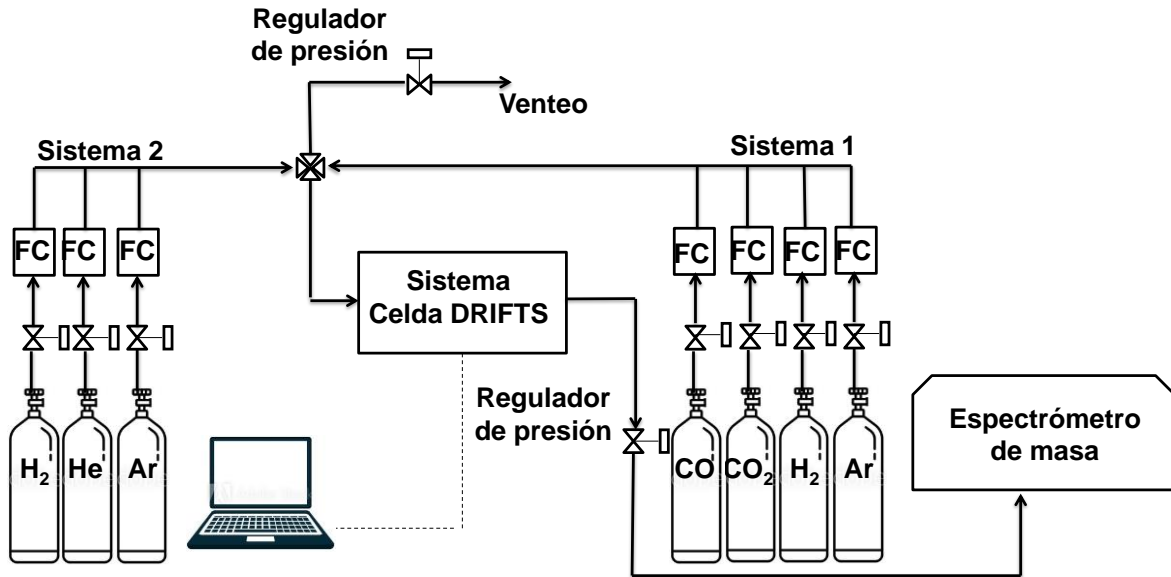 Regulador
de presión
Venteo
Sistema 2
Sistema 1
FC
FC
FC
FC
FC
FC
FC
Sistema
Celda DRIFTS
Regulador
de presión
Espectrómetro
de masa
H₂
He
Ar
CO
CO₂
H₂
Ar